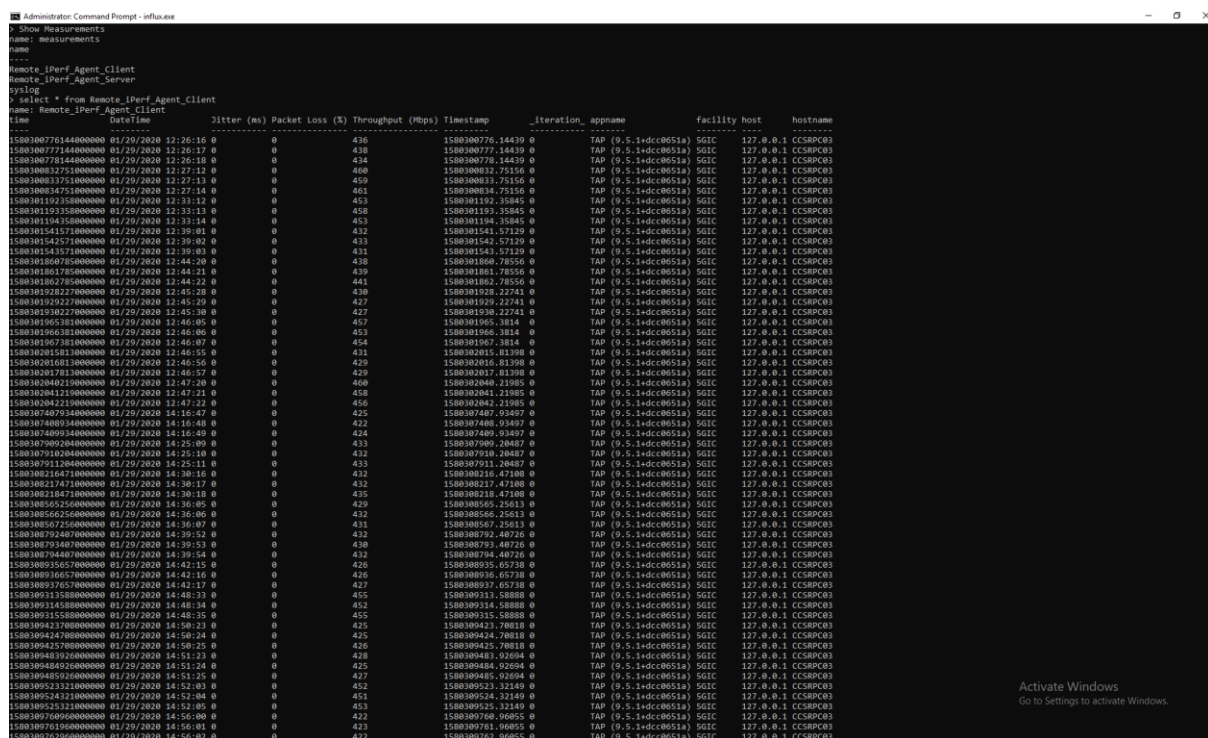 Administrator: Command Prompt - influx.exe
> Show Measurements
name: measurements
name
----
Remote_iPerf_Agent_Client
Remote_iPerf_Agent_Server
syslog
> select * from Remote_iPerf_Agent_Client
name: Remote_iPerf_Agent_Client
time DateTime Jitter (ms) Packet Loss (%) Throughput (Mbps) Timestamp _iteration_ appname facility host hostname
---- -------- ----------- --------------- ----------------- --------- ----------- ------- -------- ---- --------
1580300776144000000 01/29/2020 12:26:16 0 0 436 1580300776.14439 0 TAP (9.5.1+dcc0651a) 5GIC 127.0.0.1 CCSRPC03
1580300777144000000 01/29/2020 12:26:17 0 0 438 1580300777.14439 0 TAP (9.5.1+dcc0651a) 5GIC 127.0.0.1 CCSRPC03
1580300778144000000 01/29/2020 12:26:18 0 0 434 1580300778.14439 0 TAP (9.5.1+dcc0651a) 5GIC 127.0.0.1 CCSRPC03
1580300832751000000 01/29/2020 12:27:12 0 0 460 1580300832.75156 0 TAP (9.5.1+dcc0651a) 5GIC 127.0.0.1 CCSRPC03
1580300833751000000 01/29/2020 12:27:13 0 0 459 1580300833.75156 0 TAP (9.5.1+dcc0651a) 5GIC 127.0.0.1 CCSRPC03
1580300834751000000 01/29/2020 12:27:14 0 0 461 1580300834.75156 0 TAP (9.5.1+dcc0651a) 5GIC 127.0.0.1 CCSRPC03
1580301192358000000 01/29/2020 12:33:12 0 0 453 1580301192.35845 0 TAP (9.5.1+dcc0651a) 5GIC 127.0.0.1 CCSRPC03
1580301193358000000 01/29/2020 12:33:13 0 0 458 1580301193.35845 0 TAP (9.5.1+dcc0651a) 5GIC 127.0.0.1 CCSRPC03
1580301194358000000 01/29/2020 12:33:14 0 0 453 1580301194.35845 0 TAP (9.5.1+dcc0651a) 5GIC 127.0.0.1 CCSRPC03
1580301541571000000 01/29/2020 12:39:01 0 0 432 1580301541.57129 0 TAP (9.5.1+dcc0651a) 5GIC 127.0.0.1 CCSRPC03
1580301542571000000 01/29/2020 12:39:02 0 0 433 1580301542.57129 0 TAP (9.5.1+dcc0651a) 5GIC 127.0.0.1 CCSRPC03
1580301543571000000 01/29/2020 12:39:03 0 0 431 1580301543.57129 0 TAP (9.5.1+dcc0651a) 5GIC 127.0.0.1 CCSRPC03
1580301860785000000 01/29/2020 12:44:20 0 0 438 1580301860.78556 0 TAP (9.5.1+dcc0651a) 5GIC 127.0.0.1 CCSRPC03
1580301861785000000 01/29/2020 12:44:21 0 0 439 1580301861.78556 0 TAP (9.5.1+dcc0651a) 5GIC 127.0.0.1 CCSRPC03
1580301862785000000 01/29/2020 12:44:22 0 0 441 1580301862.78556 0 TAP (9.5.1+dcc0651a) 5GIC 127.0.0.1 CCSRPC03
1580301928227000000 01/29/2020 12:45:28 0 0 430 1580301928.22741 0 TAP (9.5.1+dcc0651a) 5GIC 127.0.0.1 CCSRPC03
1580301929227000000 01/29/2020 12:45:29 0 0 427 1580301929.22741 0 TAP (9.5.1+dcc0651a) 5GIC 127.0.0.1 CCSRPC03
1580301930227000000 01/29/2020 12:45:30 0 0 427 1580301930.22741 0 TAP (9.5.1+dcc0651a) 5GIC 127.0.0.1 CCSRPC03
1580301965381000000 01/29/2020 12:46:05 0 0 457 1580301965.3814 0 TAP (9.5.1+dcc0651a) 5GIC 127.0.0.1 CCSRPC03
1580301966381000000 01/29/2020 12:46:06 0 0 453 1580301966.3814 0 TAP (9.5.1+dcc0651a) 5GIC 127.0.0.1 CCSRPC03
1580301967381000000 01/29/2020 12:46:07 0 0 454 1580301967.3814 0 TAP (9.5.1+dcc0651a) 5GIC 127.0.0.1 CCSRPC03
1580302015813000000 01/29/2020 12:46:55 0 0 431 1580302015.81398 0 TAP (9.5.1+dcc0651a) 5GIC 127.0.0.1 CCSRPC03
1580302016813000000 01/29/2020 12:46:56 0 0 429 1580302016.81398 0 TAP (9.5.1+dcc0651a) 5GIC 127.0.0.1 CCSRPC03
1580302017813000000 01/29/2020 12:46:57 0 0 429 1580302017.81398 0 TAP (9.5.1+dcc0651a) 5GIC 127.0.0.1 CCSRPC03
1580302040219000000 01/29/2020 12:47:20 0 0 460 1580302040.21985 0 TAP (9.5.1+dcc0651a) 5GIC 127.0.0.1 CCSRPC03
1580302041219000000 01/29/2020 12:47:21 0 0 458 1580302041.21985 0 TAP (9.5.1+dcc0651a) 5GIC 127.0.0.1 CCSRPC03
1580302042219000000 01/29/2020 12:47:22 0 0 456 1580302042.21985 0 TAP (9.5.1+dcc0651a) 5GIC 127.0.0.1 CCSRPC03
1580307407934000000 01/29/2020 14:16:47 0 0 425 1580307407.93497 0 TAP (9.5.1+dcc0651a) 5GIC 127.0.0.1 CCSRPC03
1580307408934000000 01/29/2020 14:16:48 0 0 422 1580307408.93497 0 TAP (9.5.1+dcc0651a) 5GIC 127.0.0.1 CCSRPC03
1580307409934000000 01/29/2020 14:16:49 0 0 424 1580307409.93497 0 TAP (9.5.1+dcc0651a) 5GIC 127.0.0.1 CCSRPC03
1580307909204000000 01/29/2020 14:25:09 0 0 433 1580307909.20487 0 TAP (9.5.1+dcc0651a) 5GIC 127.0.0.1 CCSRPC03
1580307910204000000 01/29/2020 14:25:10 0 0 432 1580307910.20487 0 TAP (9.5.1+dcc0651a) 5GIC 127.0.0.1 CCSRPC03
1580307911204000000 01/29/2020 14:25:11 0 0 433 1580307911.20487 0 TAP (9.5.1+dcc0651a) 5GIC 127.0.0.1 CCSRPC03
1580308216471000000 01/29/2020 14:30:16 0 0 432 1580308216.47108 0 TAP (9.5.1+dcc0651a) 5GIC 127.0.0.1 CCSRPC03
1580308217471000000 01/29/2020 14:30:17 0 0 432 1580308217.47108 0 TAP (9.5.1+dcc0651a) 5GIC 127.0.0.1 CCSRPC03
1580308218471000000 01/29/2020 14:30:18 0 0 435 1580308218.47108 0 TAP (9.5.1+dcc0651a) 5GIC 127.0.0.1 CCSRPC03
1580308565256000000 01/29/2020 14:36:05 0 0 429 1580308565.25613 0 TAP (9.5.1+dcc0651a) 5GIC 127.0.0.1 CCSRPC03
1580308566256000000 01/29/2020 14:36:06 0 0 432 1580308566.25613 0 TAP (9.5.1+dcc0651a) 5GIC 127.0.0.1 CCSRPC03
1580308567256000000 01/29/2020 14:36:07 0 0 431 1580308567.25613 0 TAP (9.5.1+dcc0651a) 5GIC 127.0.0.1 CCSRPC03
1580308792407000000 01/29/2020 14:39:52 0 0 432 1580308792.40726 0 TAP (9.5.1+dcc0651a) 5GIC 127.0.0.1 CCSRPC03
1580308793407000000 01/29/2020 14:39:53 0 0 430 1580308793.40726 0 TAP (9.5.1+dcc0651a) 5GIC 127.0.0.1 CCSRPC03
1580308794407000000 01/29/2020 14:39:54 0 0 432 1580308794.40726 0 TAP (9.5.1+dcc0651a) 5GIC 127.0.0.1 CCSRPC03
1580308935657000000 01/29/2020 14:42:15 0 0 426 1580308935.65738 0 TAP (9.5.1+dcc0651a) 5GIC 127.0.0.1 CCSRPC03
1580308936657000000 01/29/2020 14:42:16 0 0 426 1580308936.65738 0 TAP (9.5.1+dcc0651a) 5GIC 127.0.0.1 CCSRPC03
1580308937657000000 01/29/2020 14:42:17 0 0 427 1580308937.65738 0 TAP (9.5.1+dcc0651a) 5GIC 127.0.0.1 CCSRPC03
1580309313588000000 01/29/2020 14:48:33 0 0 455 1580309313.58888 0 TAP (9.5.1+dcc0651a) 5GIC 127.0.0.1 CCSRPC03
1580309314588000000 01/29/2020 14:48:34 0 0 452 1580309314.58888 0 TAP (9.5.1+dcc0651a) 5GIC 127.0.0.1 CCSRPC03
1580309315588000000 01/29/2020 14:48:35 0 0 455 1580309315.58888 0 TAP (9.5.1+dcc0651a) 5GIC 127.0.0.1 CCSRPC03
1580309423708000000 01/29/2020 14:50:23 0 0 425 1580309423.70818 0 TAP (9.5.1+dcc0651a) 5GIC 127.0.0.1 CCSRPC03
1580309424708000000 01/29/2020 14:50:24 0 0 425 1580309424.70818 0 TAP (9.5.1+dcc0651a) 5GIC 127.0.0.1 CCSRPC03
1580309425708000000 01/29/2020 14:50:25 0 0 426 1580309425.70818 0 TAP (9.5.1+dcc0651a) 5GIC 127.0.0.1 CCSRPC03
1580309483926000000 01/29/2020 14:51:23 0 0 428 1580309483.92694 0 TAP (9.5.1+dcc0651a) 5GIC 127.0.0.1 CCSRPC03
1580309484926000000 01/29/2020 14:51:24 0 0 425 1580309484.92694 0 TAP (9.5.1+dcc0651a) 5GIC 127.0.0.1 CCSRPC03
1580309485926000000 01/29/2020 14:51:25 0 0 427 1580309485.92694 0 TAP (9.5.1+dcc0651a) 5GIC 127.0.0.1 CCSRPC03
1580309523321000000 01/29/2020 14:52:03 0 0 452 1580309523.32149 0 TAP (9.5.1+dcc0651a) 5GIC 127.0.0.1 CCSRPC03
1580309524321000000 01/29/2020 14:52:04 0 0 451 1580309524.32149 0 TAP (9.5.1+dcc0651a) 5GIC 127.0.0.1 CCSRPC03
1580309525321000000 01/29/2020 14:52:05 0 0 453 1580309525.32149 0 TAP (9.5.1+dcc0651a) 5GIC 127.0.0.1 CCSRPC03
1580309760960000000 01/29/2020 14:56:00 0 0 422 1580309760.96055 0 TAP (9.5.1+dcc0651a) 5GIC 127.0.0.1 CCSRPC03
1580309761960000000 01/29/2020 14:56:01 0 0 423 1580309761.96055 0 TAP (9.5.1+dcc0651a) 5GIC 127.0.0.1 CCSRPC03
1580309762960000000 01/29/2020 14:56:02 0 0 422 1580309762.96055 0 TAP (9.5.1+dcc0651a) 5GIC 127.0.0.1 CCSRPC03
Activate Windows
Go to Settings to activate Windows.